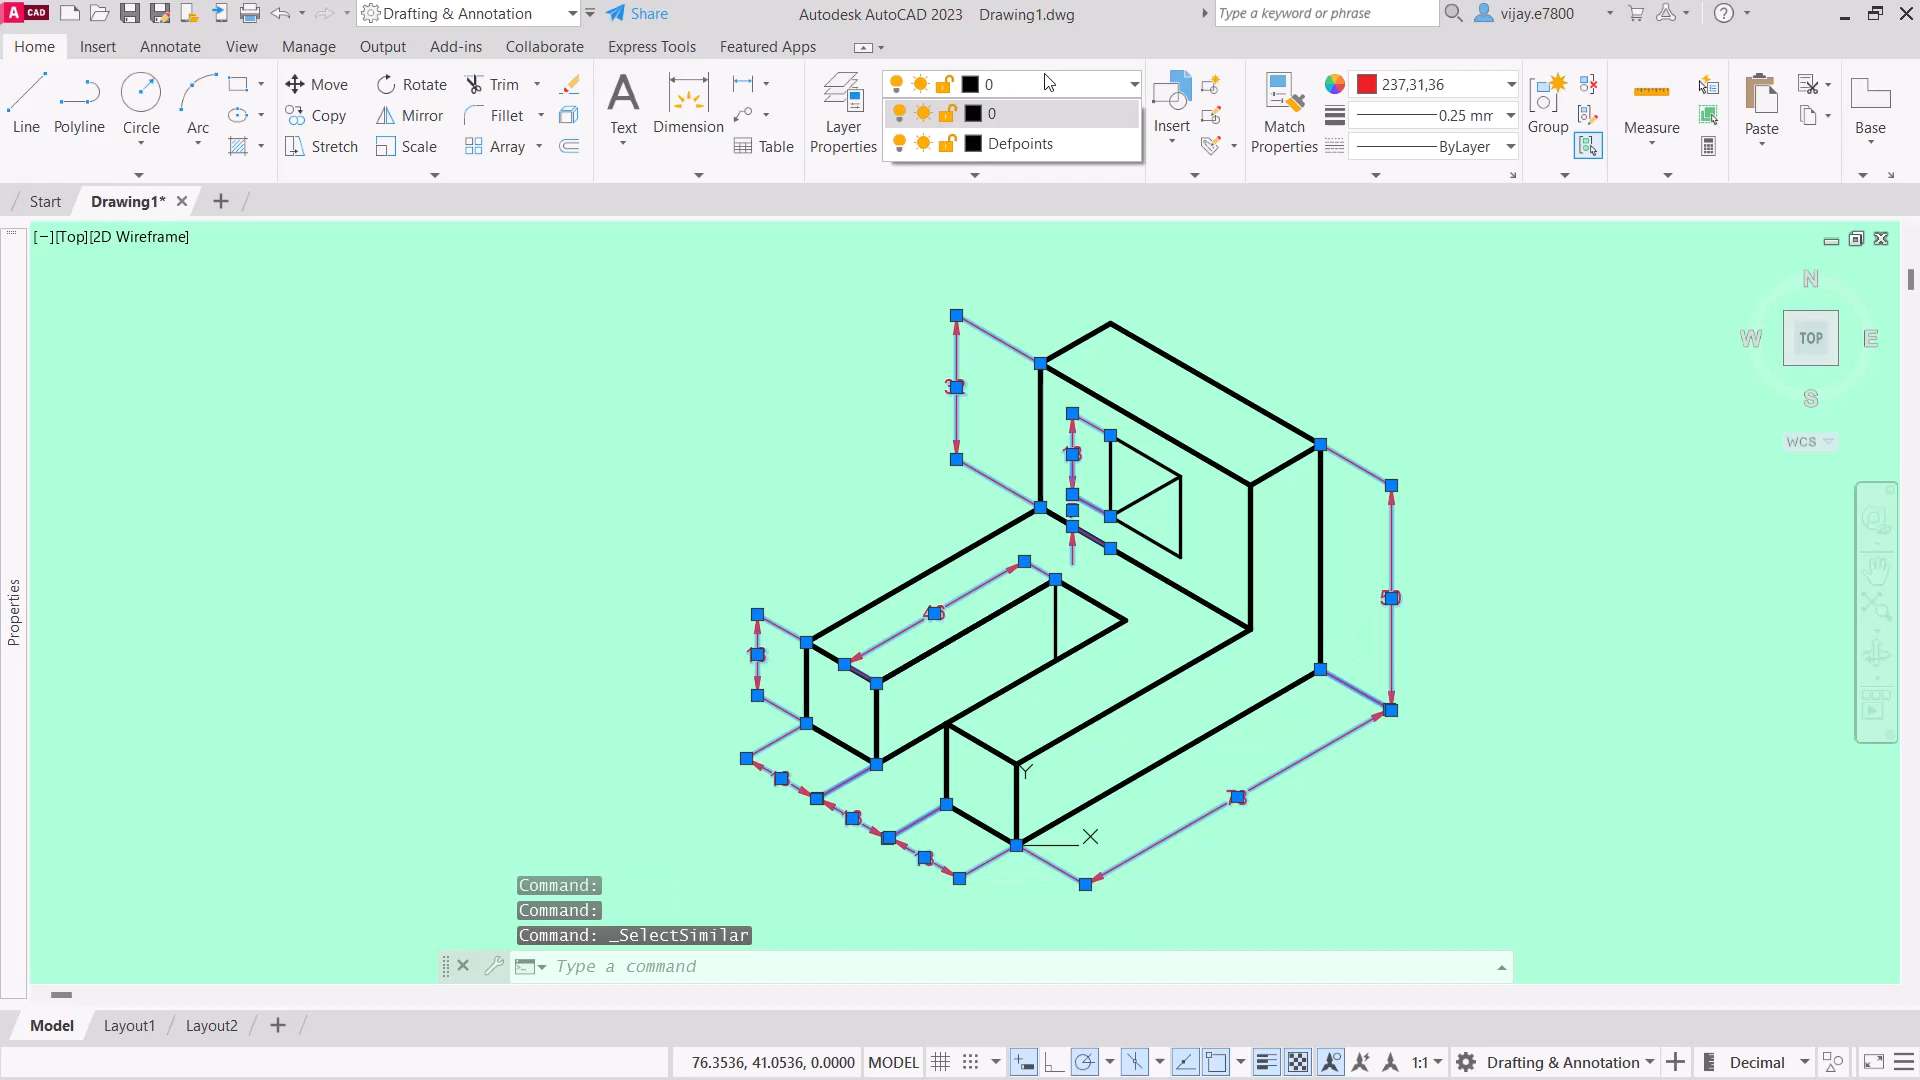 A CAD
Drafting & Annotation
Share
Autodesk AutoCAD 2023 Drawing1.dwg
Type a keyword or phrase
vijay.e7800
Home Insert Annotate View Manage Output Add-ins Collaborate Express Tools Featured Apps
Line Polyline Circle Arc
Move Rotate Trim
Copy Mirror Fillet
Stretch Scale Array
A
Text Dimension
Table
Layer
Properties
0
0
Defpoints
Insert
Match
Properties
237,31,36
0.25 mm
ByLayer
Group
Measure
Paste
Base
Start Drawing1*
[−][Top][2D Wireframe]
N
W TOP E
S
WCS
Properties
Y
X
Command:
Command:
Command: _SelectSimilar
Type a command
Model Layout1 Layout2
76.3536, 41.0536, 0.0000 MODEL
1:1
Drafting & Annotation
Decimal